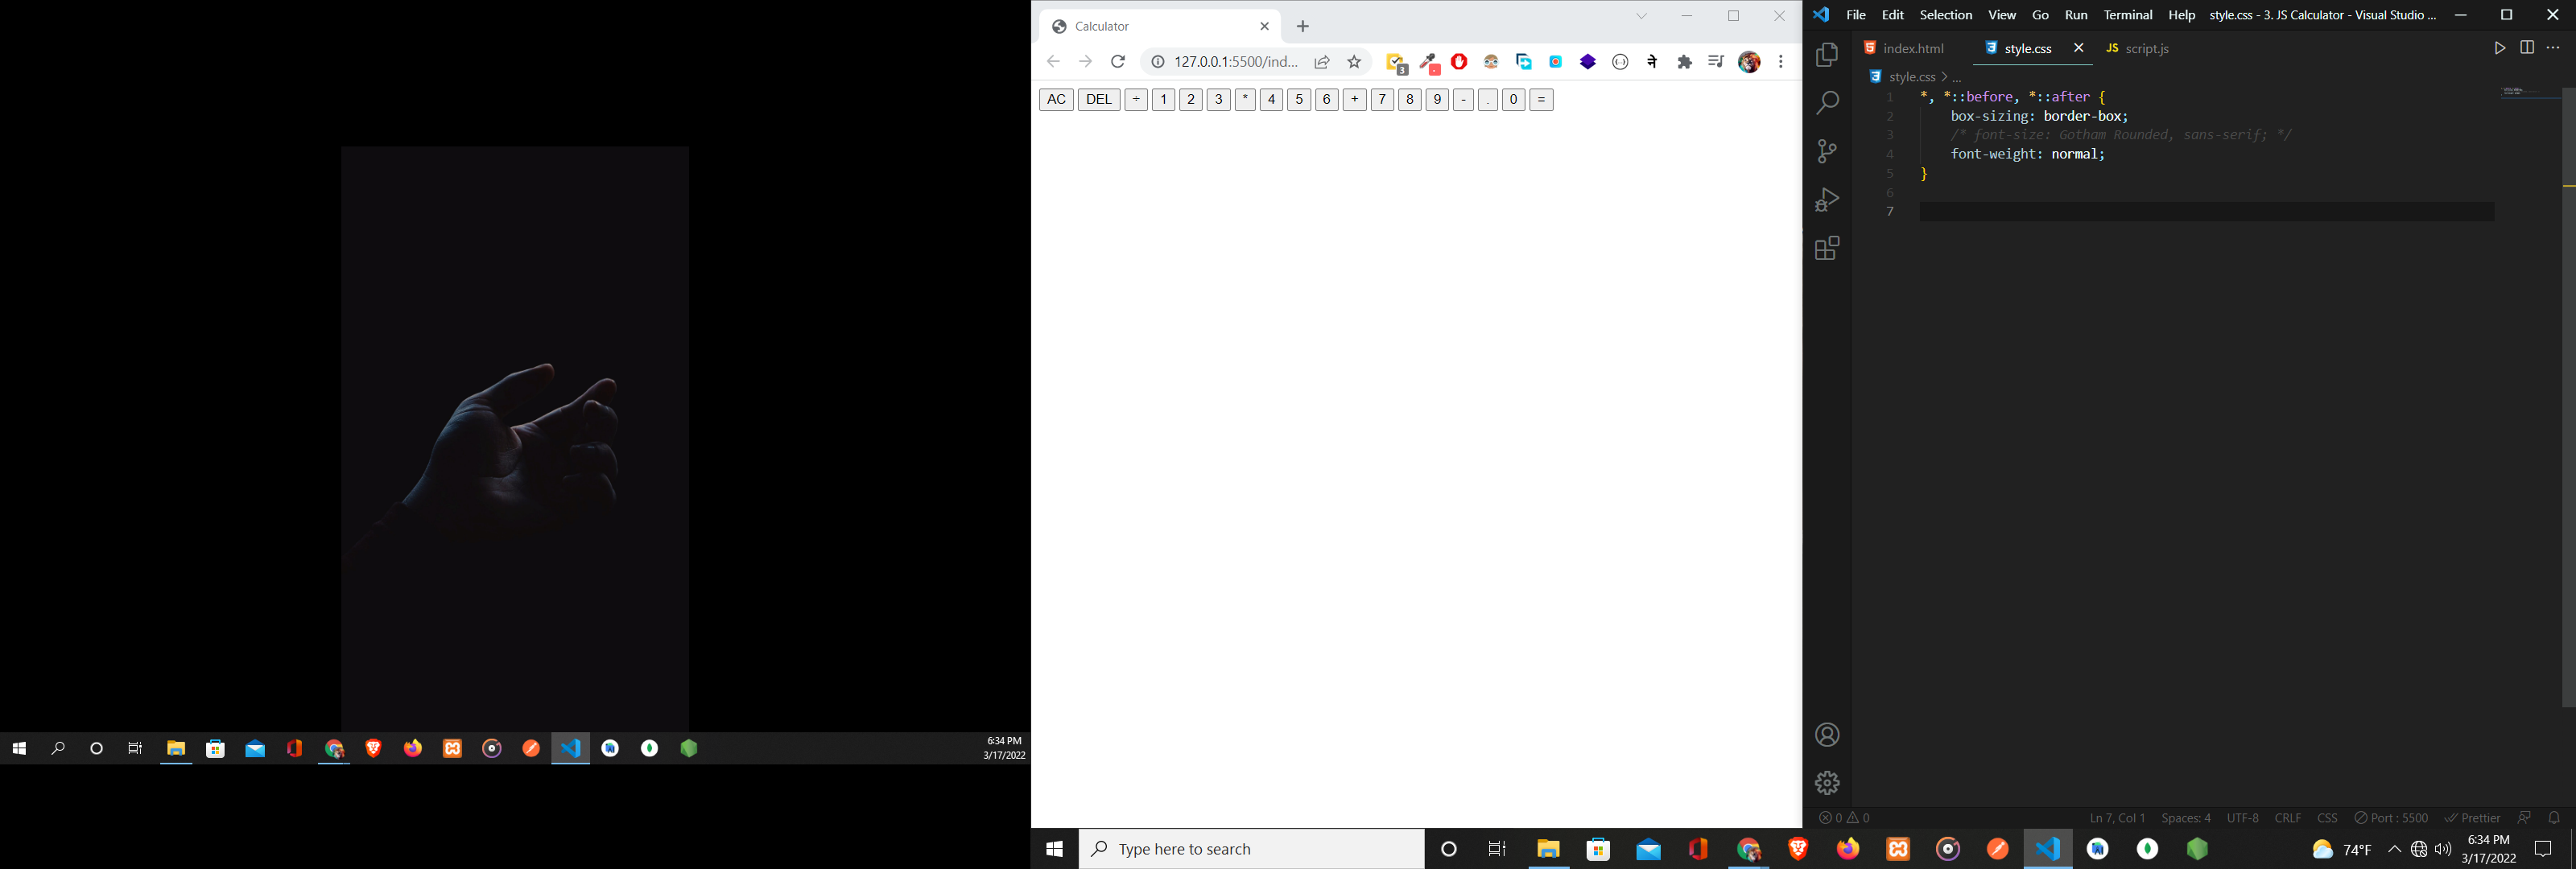 6:34 PM
3/17/2022
Calculator
127.0.0.1:5500/ind...
3
AC DEL ÷ 1 2 3 * 4 5 6 + 7 8 9 - . 0 =
Type here to search
File Edit Selection View Go Run Terminal Help style.css - 3. JS Calculator - Visual Studio ...
index.html style.css JS script.js
style.css > ...
1 *, *::before, *::after {
2 box-sizing: border-box;
3 /* font-size: Gotham Rounded, sans-serif; */
4 font-weight: normal;
5 }
6
7
0 0 Ln 7, Col 1 Spaces: 4 UTF-8 CRLF CSS Port : 5500 Prettier
74°F 6:34 PM
3/17/2022